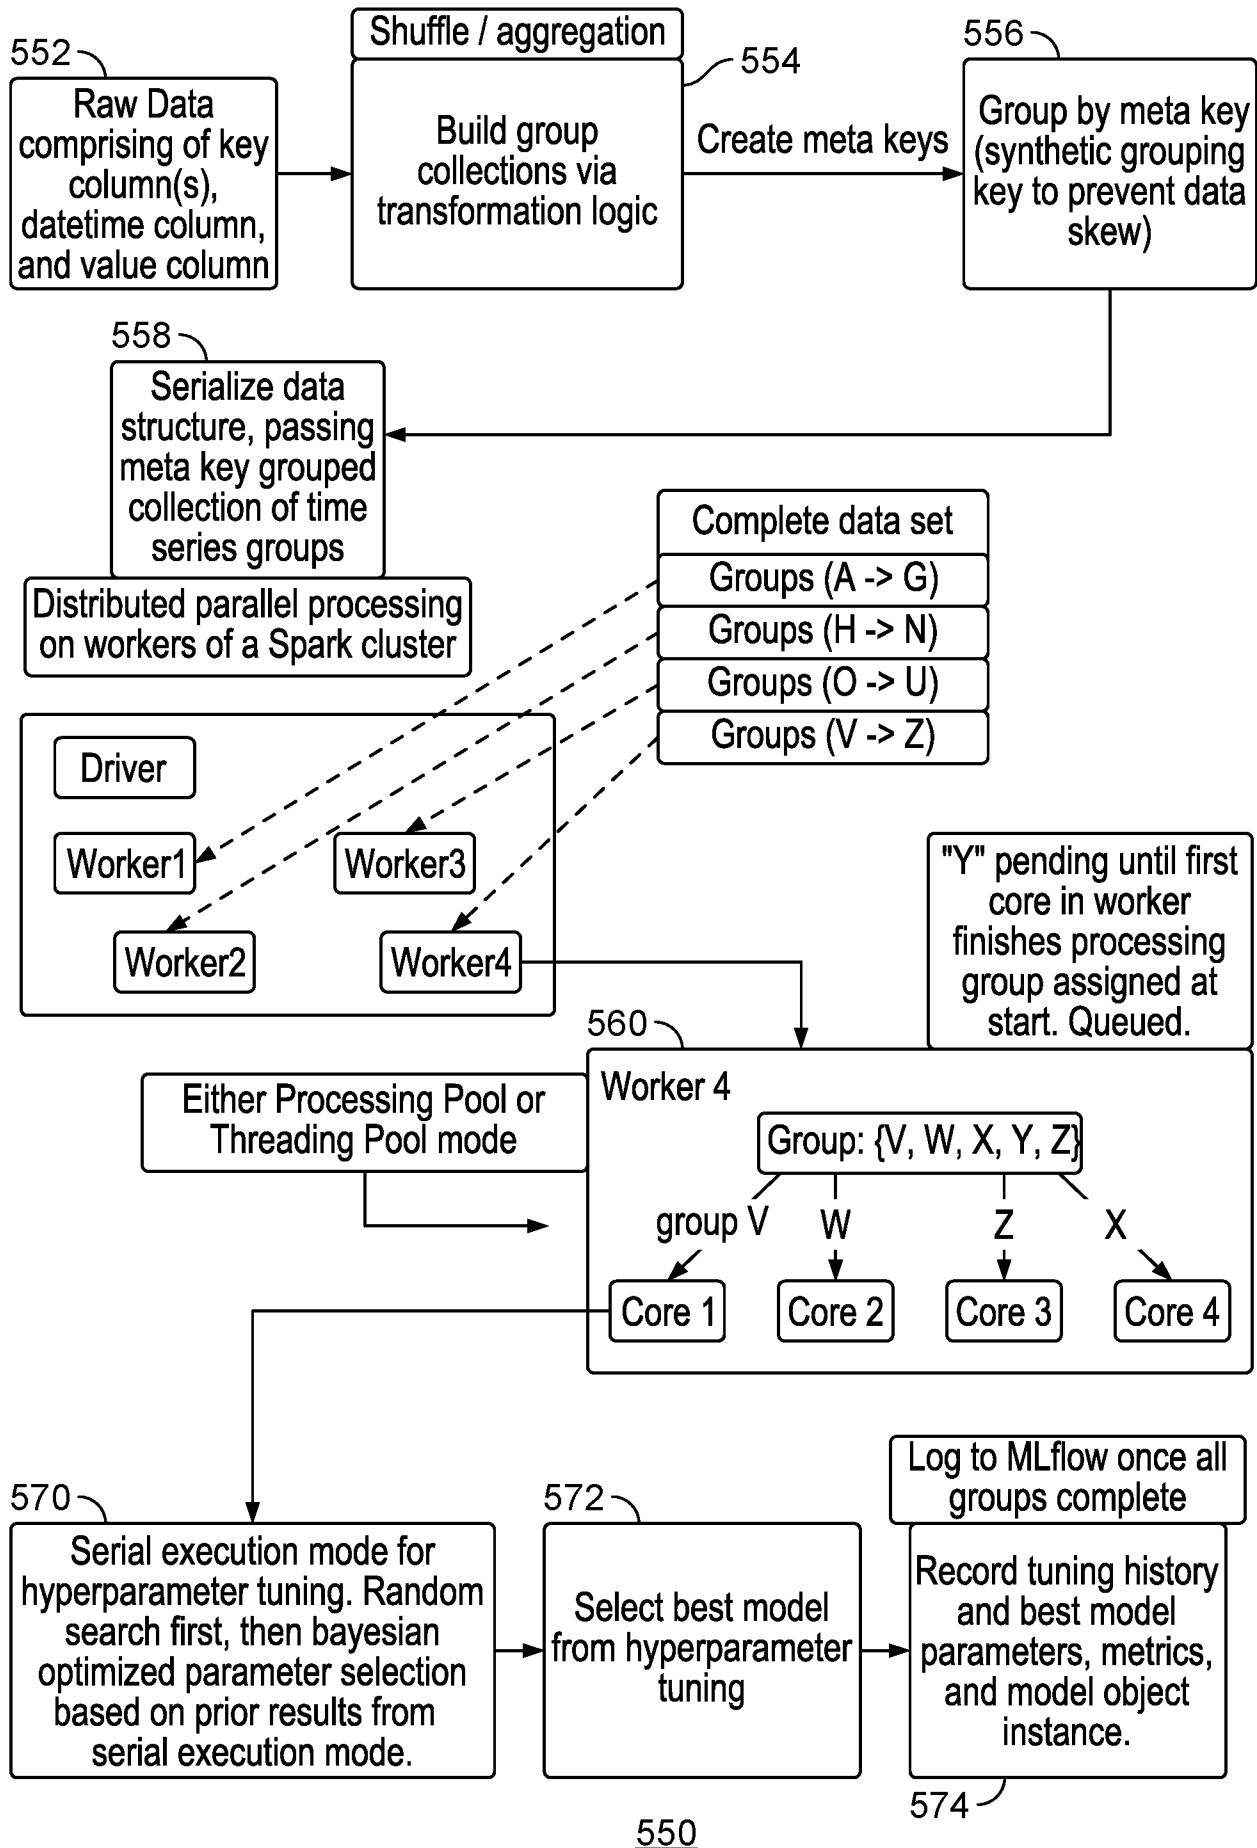 552
Raw Data
comprising of key
column(s),
datetime column,
and value column
Shuffle / aggregation
554
Build group
collections via
transformation logic
Create meta keys
556
Group by meta key
(synthetic grouping
key to prevent data
skew)
558
Serialize data
structure, passing
meta key grouped
collection of time
series groups
Distributed parallel processing
on workers of a Spark cluster
Complete data set
Groups (A -> G)
Groups (H -> N)
Groups (O -> U)
Groups (V -> Z)
Driver
Worker1
Worker3
Worker2
Worker4
"Y" pending until first
core in worker
finishes processing
group assigned at
start. Queued.
560
Either Processing Pool or
Threading Pool mode
Worker 4
Group: {V, W, X, Y, Z}
group V
W
Z
X
Core 1
Core 2
Core 3
Core 4
570
Serial execution mode for
hyperparameter tuning. Random
search first, then bayesian
optimized parameter selection
based on prior results from
serial execution mode.
572
Select best model
from hyperparameter
tuning
Log to MLflow once all
groups complete
Record tuning history
and best model
parameters, metrics,
and model object
instance.
574
550